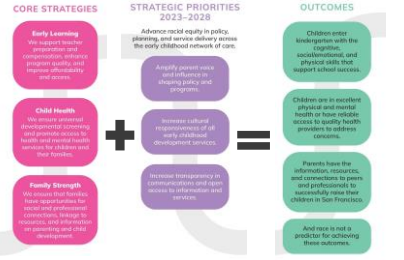 CORE STRATEGIES
Early Learning
We support teacher
preparation and
compensation, enhance
program quality, and
improve affordability
and access.
Child Health
We ensure universal
developmental screening
and promote access to
health and mental health
services for children and
their families.
Family Strength
We ensure that families
have opportunities for
social and professional
connections, linkages to
resources, and information
on parenting and child
development.
+
STRATEGIC PRIORITIES
2023–2028
Advance racial equity in policy,
planning, and service delivery across
the early childhood network of care.
Amplify parent voice
and influence in
shaping policy and
programs.
Increase cultural
responsiveness of all
early childhood
development services.
Increase transparency in
communications and open
access to information and
services.
=
OUTCOMES
Children enter
kindergarten with the
cognitive,
social/emotional, and
physical skills that
support school success.
Children are in excellent
physical and mental
health or have reliable
access to quality health
providers to address
concerns.
Parents have the
information, resources,
and connections to peers
and professionals to
successfully raise their
children in San Francisco.
And race is not a
predictor for achieving
these outcomes.